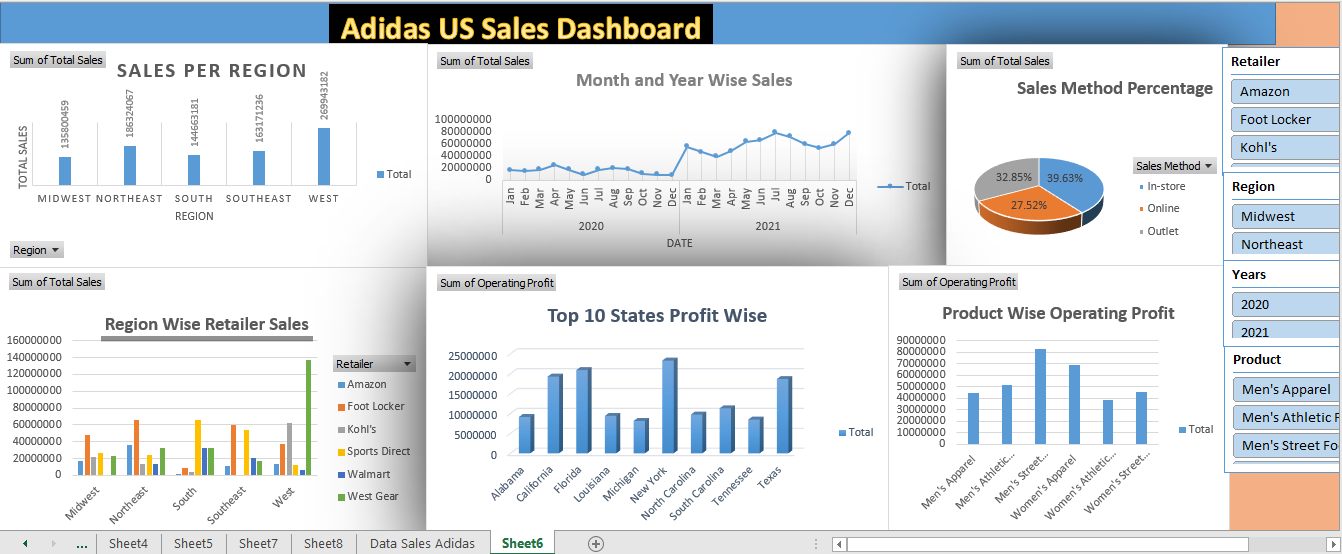 Adidas US Sales Dashboard
Sum of Total Sales
SALES PER REGION
TOTAL SALES
135800459
186324067
144663181
163171236
269943182
MIDWEST NORTHEAST SOUTH SOUTHEAST WEST
REGION
Total
Region
Sum of Total Sales
Month and Year Wise Sales
100000000
80000000
60000000
40000000
20000000
0
Jan Feb Mar Apr May Jun Jul Aug Sep Oct Nov Dec Jan Feb Mar Apr May Jun Jul Aug Sep Oct Nov Dec
2020 2021
DATE
Total
Sum of Total Sales
Sales Method Percentage
32.85% 39.63%
27.52%
Sales Method
In-store
Online
Outlet
Retailer
Amazon
Foot Locker
Kohl's
Region
Midwest
Northeast
Years
2020
2021
Product
Men's Apparel
Men's Athletic F
Men's Street Fo
Sum of Total Sales
Region Wise Retailer Sales
160000000
140000000
120000000
100000000
80000000
60000000
40000000
20000000
0
Midwest Northeast South Southeast West
Retailer
Amazon
Foot Locker
Kohl's
Sports Direct
Walmart
West Gear
Sum of Operating Profit
Top 10 States Profit Wise
25000000
20000000
15000000
10000000
5000000
0
Alabama California Florida Louisiana Michigan New York North Carolina South Carolina Tennessee Texas
Total
Sum of Operating Profit
Product Wise Operating Profit
90000000
80000000
70000000
60000000
50000000
40000000
30000000
20000000
10000000
0
Men's Apparel Men's Athletic... Men's Street... Women's Apparel Women's Athletic... Women's Street...
Total
... Sheet4 Sheet5 Sheet7 Sheet8 Data Sales Adidas Sheet6